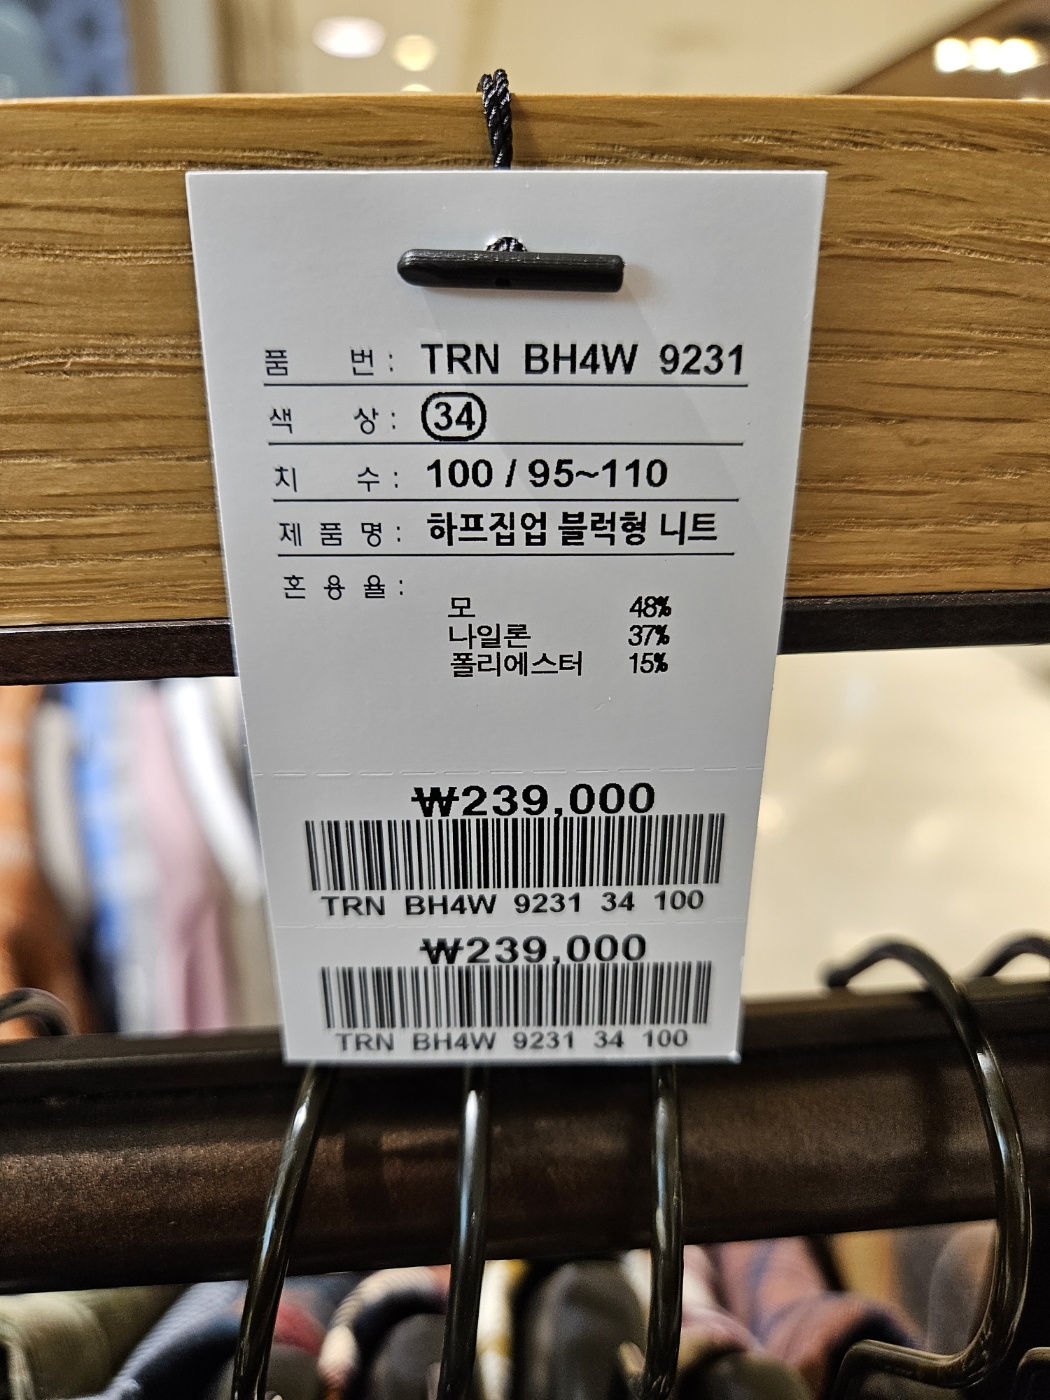 품 번 : TRN BH4W 9231
색 상 : 34
치 수 : 100 / 95~110
제 품 명 : 하프집업 블럭형 니트
혼 용 율 :
모 48%
나일론 37%
폴리에스터 15%
₩239,000
TRN BH4W 9231 34 100
₩239,000
TRN BH4W 9231 34 100